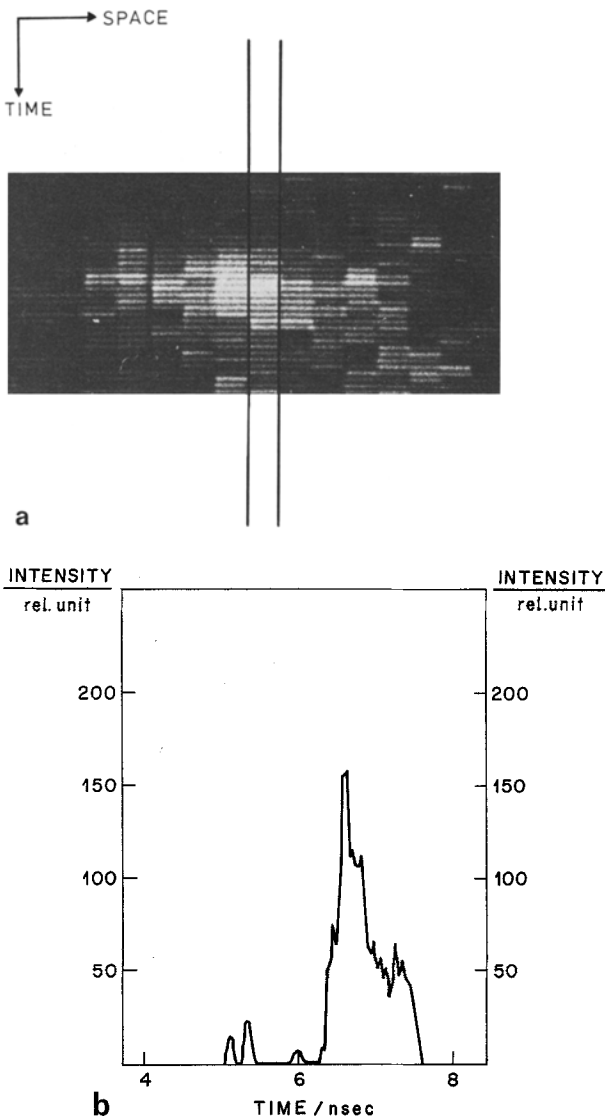 SPACE
TIME
a
INTENSITY
rel.unit
INTENSITY
rel.unit
200
200
150
150
100
100
50
50
4
6
8
b
TIME / nsec